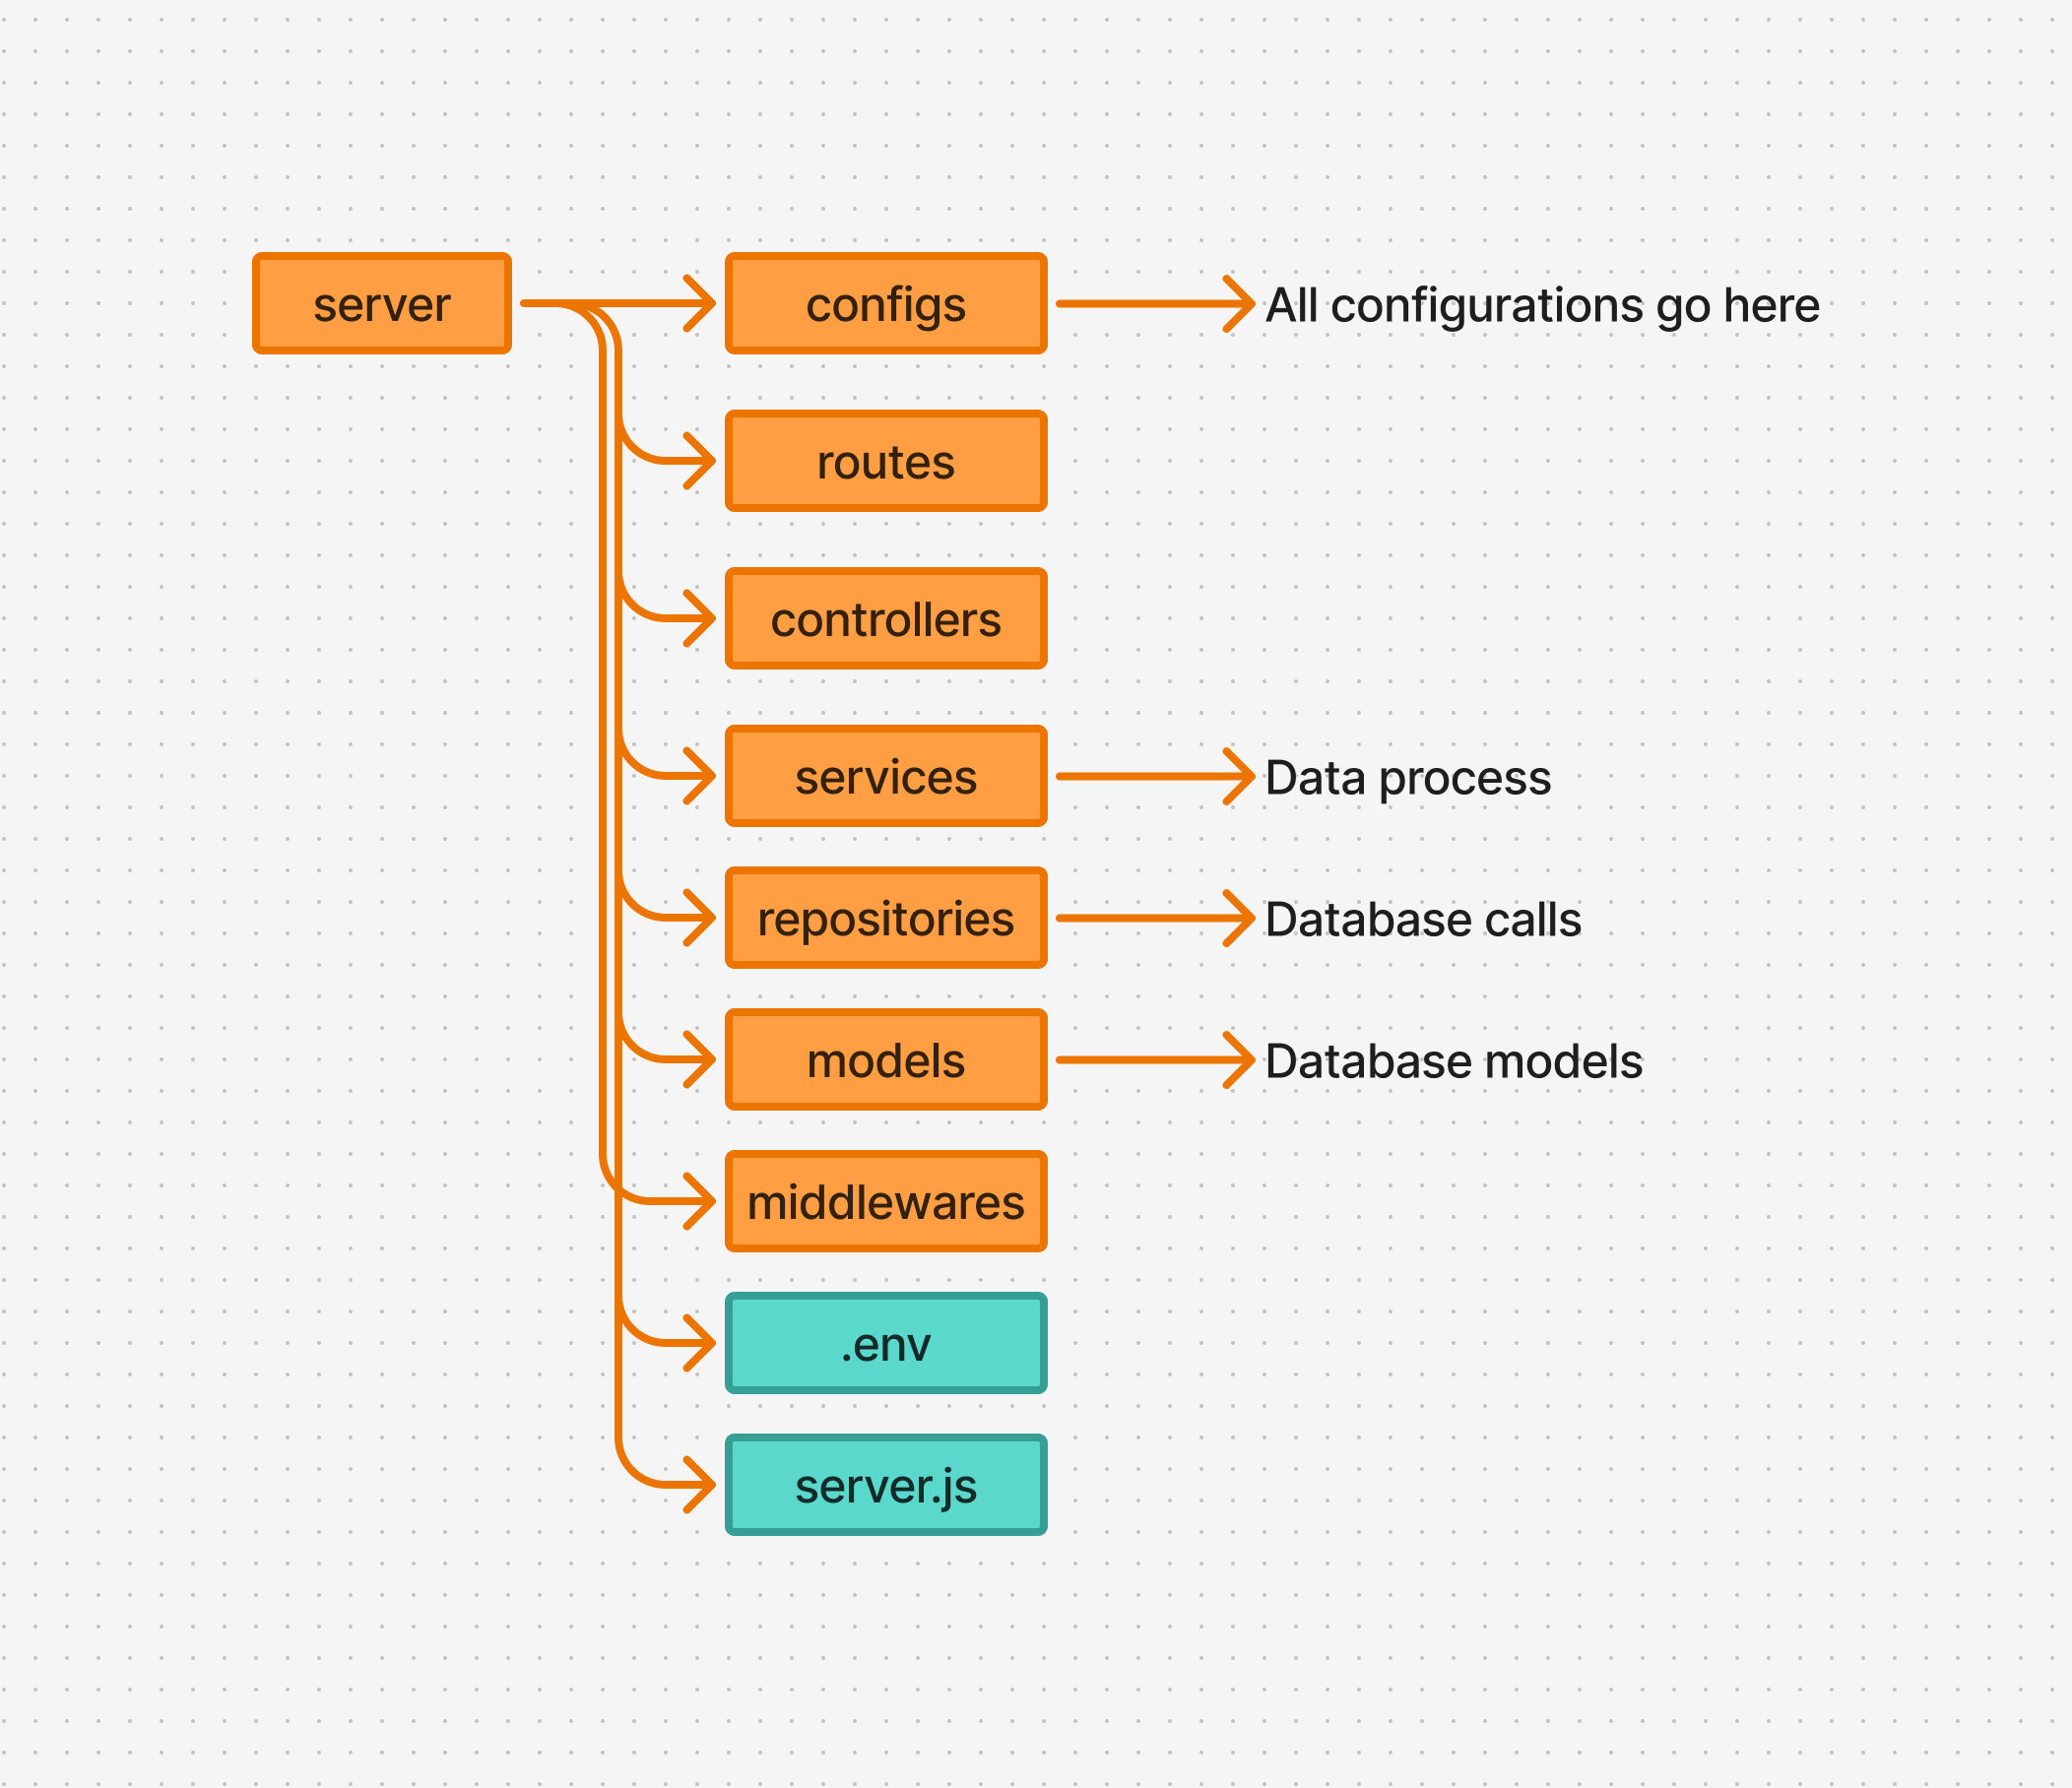 server
configs
All configurations go here
routes
controllers
services
Data process
repositories
Database calls
models
Database models
middlewares
.env
server.js